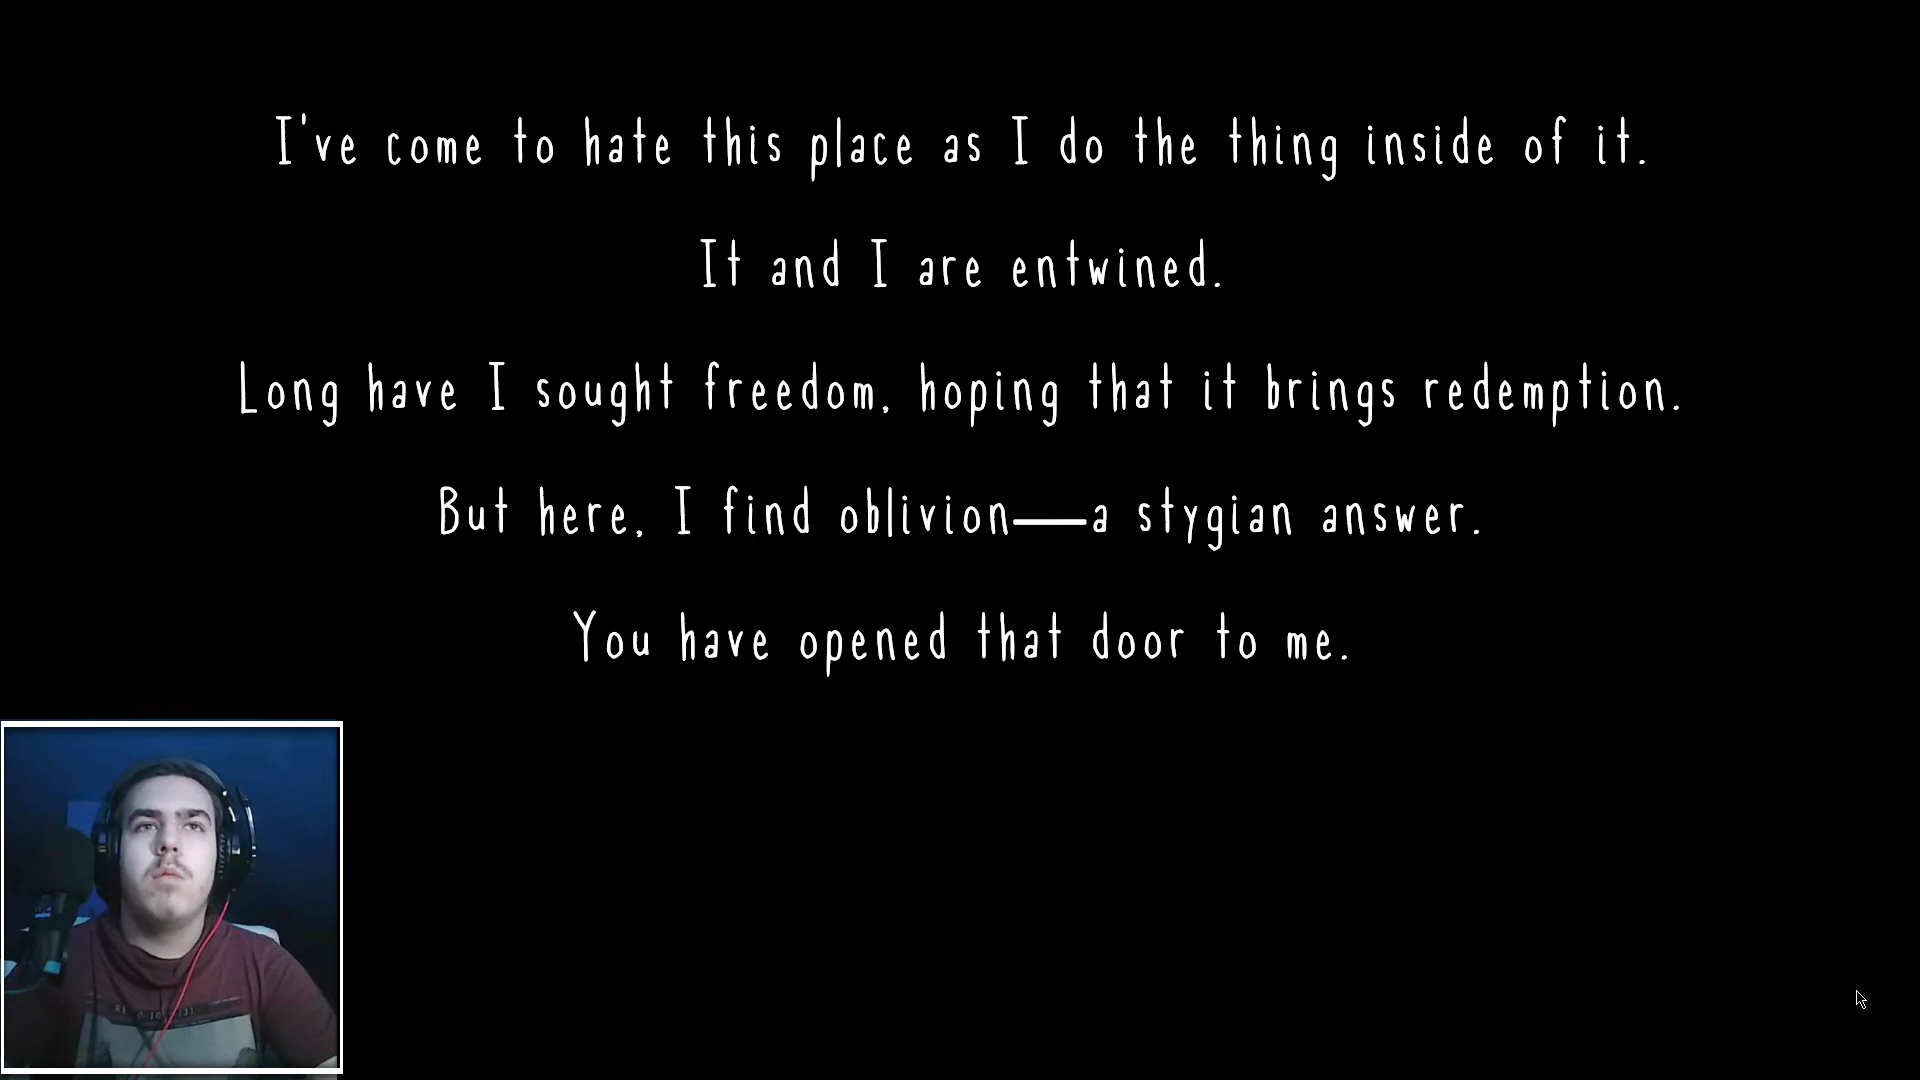 I've come to hate this place as I do the thing inside of it.
It and I are entwined.
Long have I sought freedom, hoping that it brings redemption.
But here, I find oblivion—a stygian answer.
You have opened that door to me.